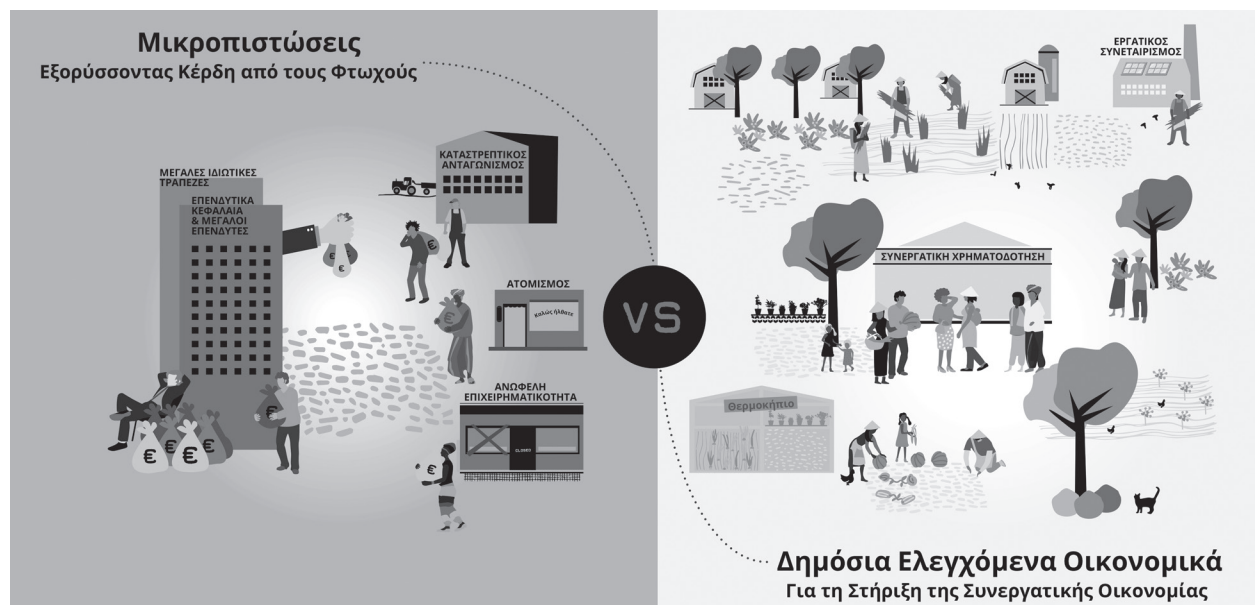 Μικροπιστώσεις
Εξορύσσοντας Κέρδη από τους Φτωχούς
ΜΕΓΑΛΕΣ ΙΔΙΩΤΙΚΕΣ
ΤΡΑΠΕΖΕΣ
ΕΠΕΝΔΥΤΙΚΑ
ΚΕΦΑΛΑΙΑ
& ΜΕΓΑΛΟΙ
ΕΠΕΝΔΥΤΕΣ
ΚΑΤΑΣΤΡΕΠΤΙΚΟΣ
ΑΝΤΑΓΩΝΙΣΜΟΣ
€
€
€
ΑΤΟΜΙΣΜΟΣ
Καλώς ήλθατε
€
ΑΝΩΦΕΛΗ
ΕΠΙΧΕΙΡΗΜΑΤΙΚΟΤΗΤΑ
CLOSED
€
€
€
€
€
€
VS
ΕΡΓΑΤΙΚΟΣ
ΣΥΝΕΤΑΙΡΙΣΜΟΣ
ΣΥΝΕΡΓΑΤΙΚΗ ΧΡΗΜΑΤΟΔΟΤΗΣΗ
Θερμοκήπιο
Δημόσια Ελεγχόμενα Οικονομικά
Για τη Στήριξη της Συνεργατικής Οικονομίας